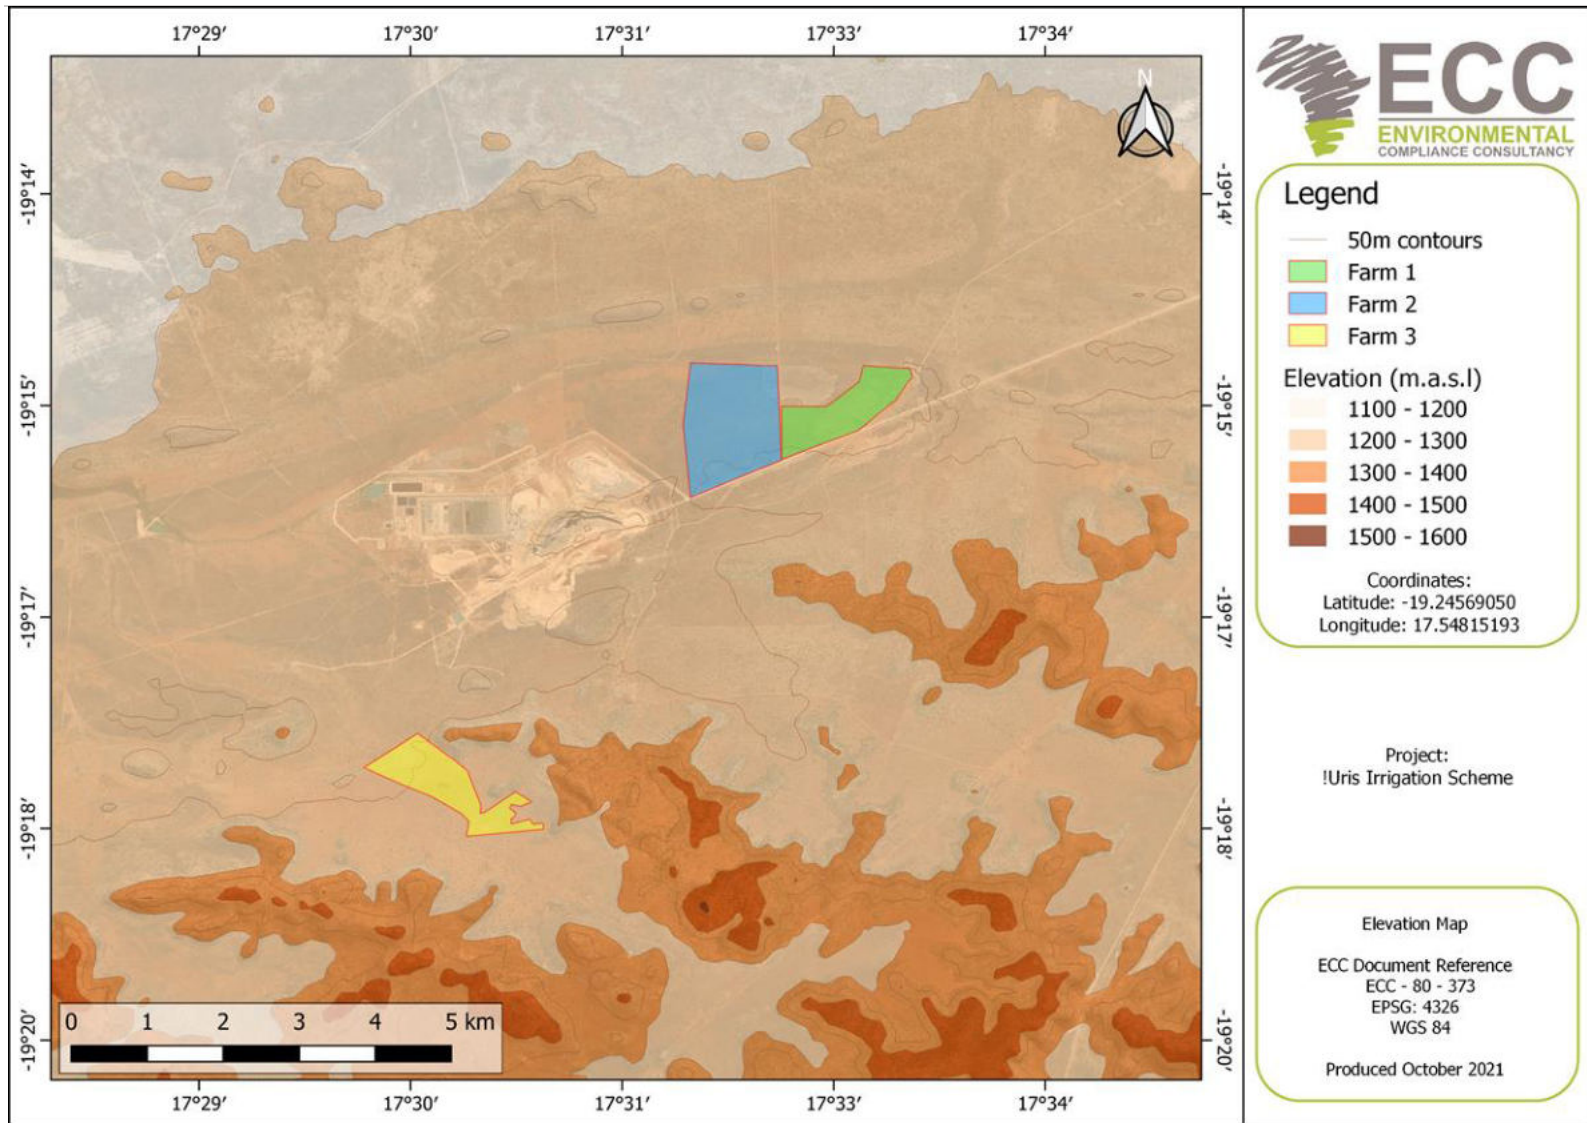 17°29′ 17°30′ 17°31′ 17°33′ 17°34′
N
-19°14′ -19°14′
-19°15′ -19°15′
-19°17′ -19°17′
-19°18′ -19°18′
-19°20′ -19°20′
0 1 2 3 4 5 km
17°29′ 17°30′ 17°31′ 17°33′ 17°34′
ECC
ENVIRONMENTAL
COMPLIANCE CONSULTANCY
Legend
50m contours
Farm 1
Farm 2
Farm 3
Elevation (m.a.s.l)
1100 - 1200
1200 - 1300
1300 - 1400
1400 - 1500
1500 - 1600
Coordinates:
Latitude: -19.24569050
Longitude: 17.54815193
Project:
!Uris Irrigation Scheme
Elevation Map
ECC Document Reference
ECC - 80 - 373
EPSG: 4326
WGS 84
Produced October 2021